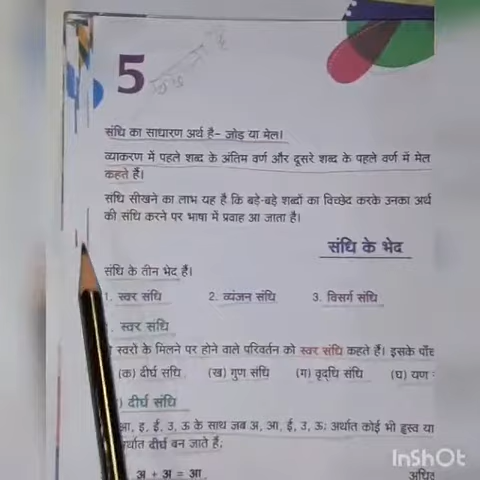 5
संधि का साधारण अर्थ है- जोड़ या मेल।
व्याकरण में पहले शब्द के अंतिम वर्ण और दूसरे शब्द के पहले वर्ण में मेल
कहते हैं।
संधि सीखने का लाभ यह है कि बड़े-बड़े शब्दों का विच्छेद करके उनका अर्थ
की संधि करने पर भाषा में प्रवाह आ जाता है।
संधि के भेद
संधि के तीन भेद हैं।
1. स्वर संधि 2. व्यंजन संधि 3. विसर्ग संधि
. स्वर संधि
स्वरों के मिलने पर होने वाले परिवर्तन को स्वर संधि कहते हैं। इसके पाँच
(क) दीर्घ संधि (ख) गुण संधि (ग) वृद्धि संधि (घ) यण
) दीर्घ संधि
आ, इ, ई, उ, ऊ के साथ जब अ, आ, ई, उ, ऊ; अर्थात कोई भी ह्रस्व या
र्थात दीर्घ बन जाते हैं;
अ + अ = आ
InShOt